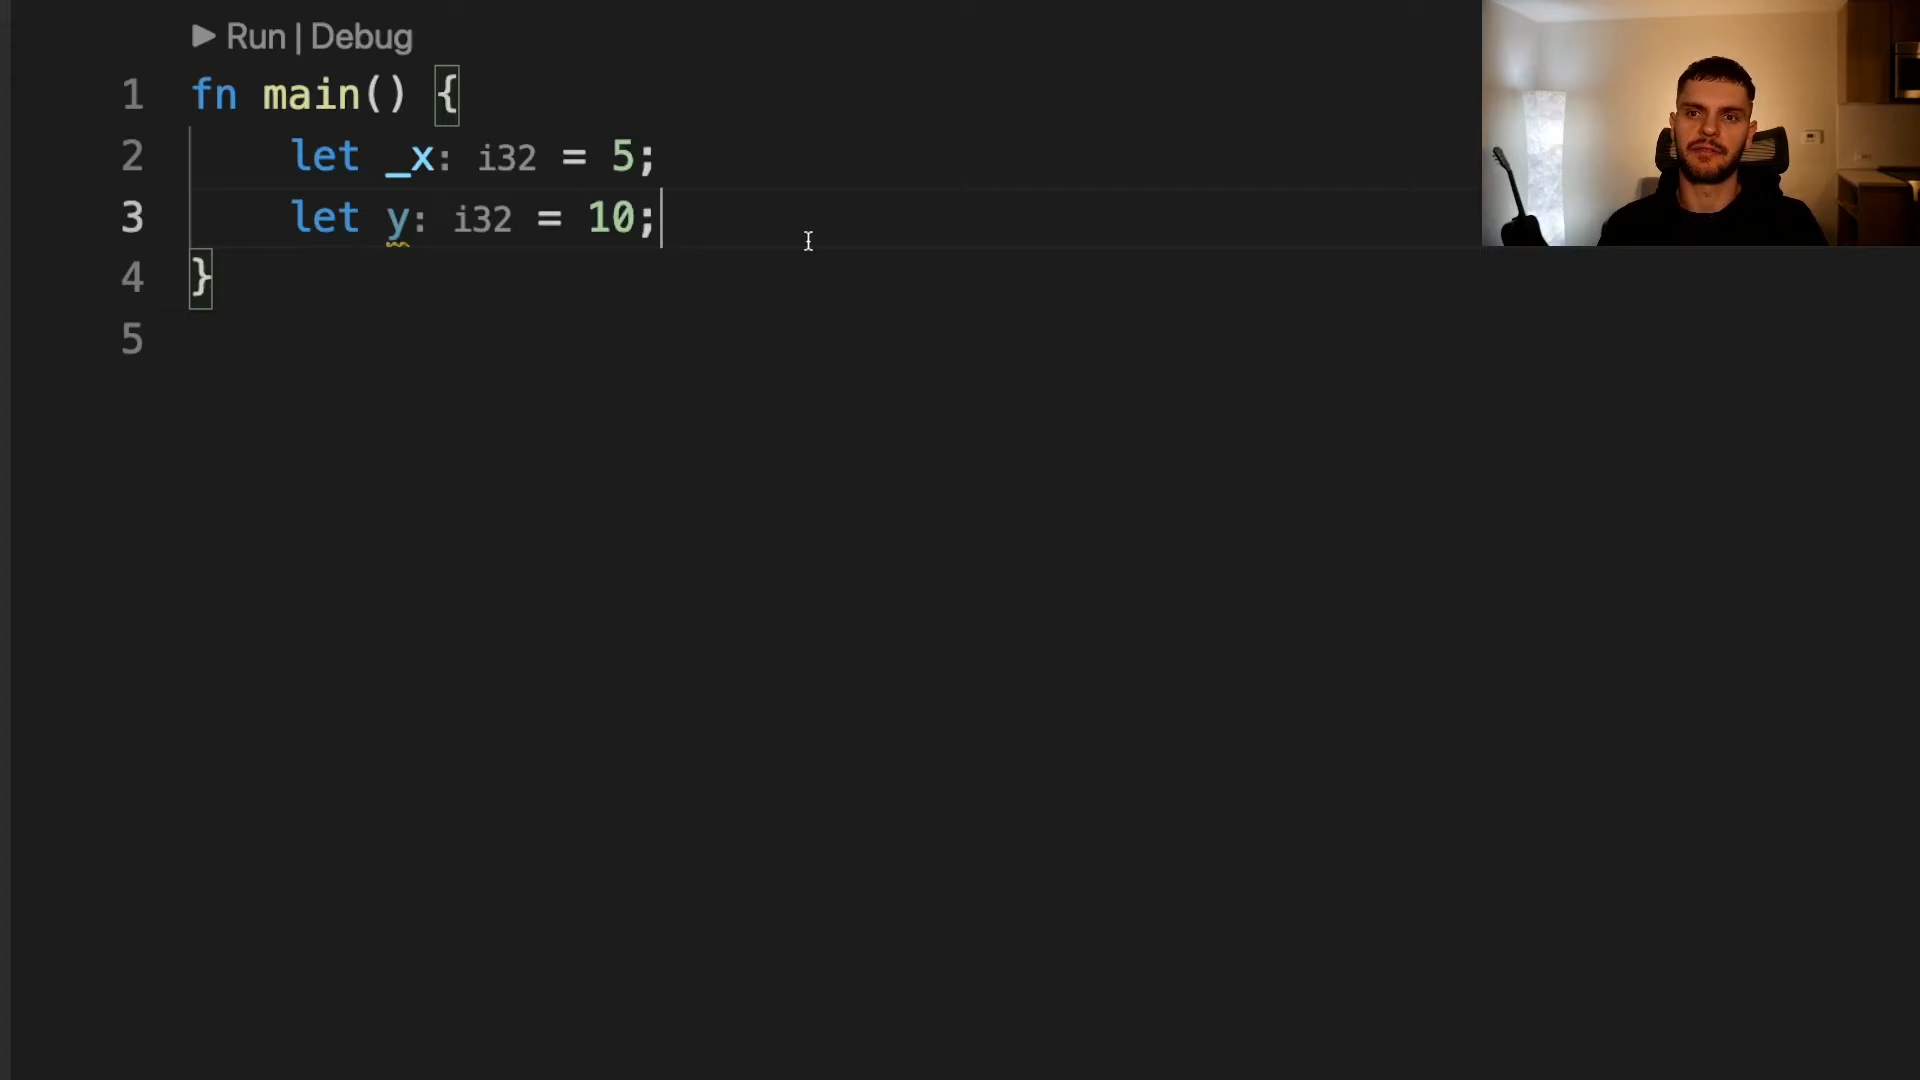 ▶ Run | Debug
1 fn main() {
2     let _x: i32 = 5;
3     let y: i32 = 10;
4 }
5